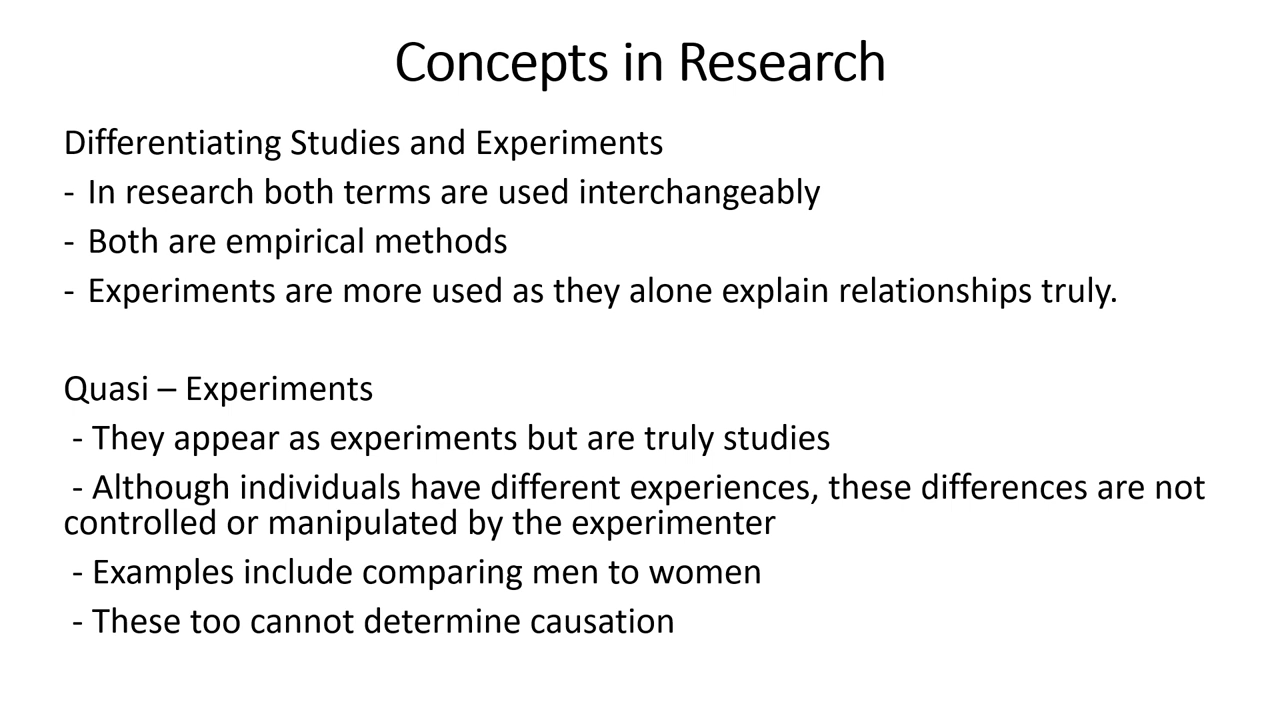 Concepts in Research
Differentiating Studies and Experiments
- In research both terms are used interchangeably
- Both are empirical methods
- Experiments are more used as they alone explain relationships truly.
Quasi – Experiments
- They appear as experiments but are truly studies
- Although individuals have different experiences, these differences are not
controlled or manipulated by the experimenter
- Examples include comparing men to women
- These too cannot determine causation